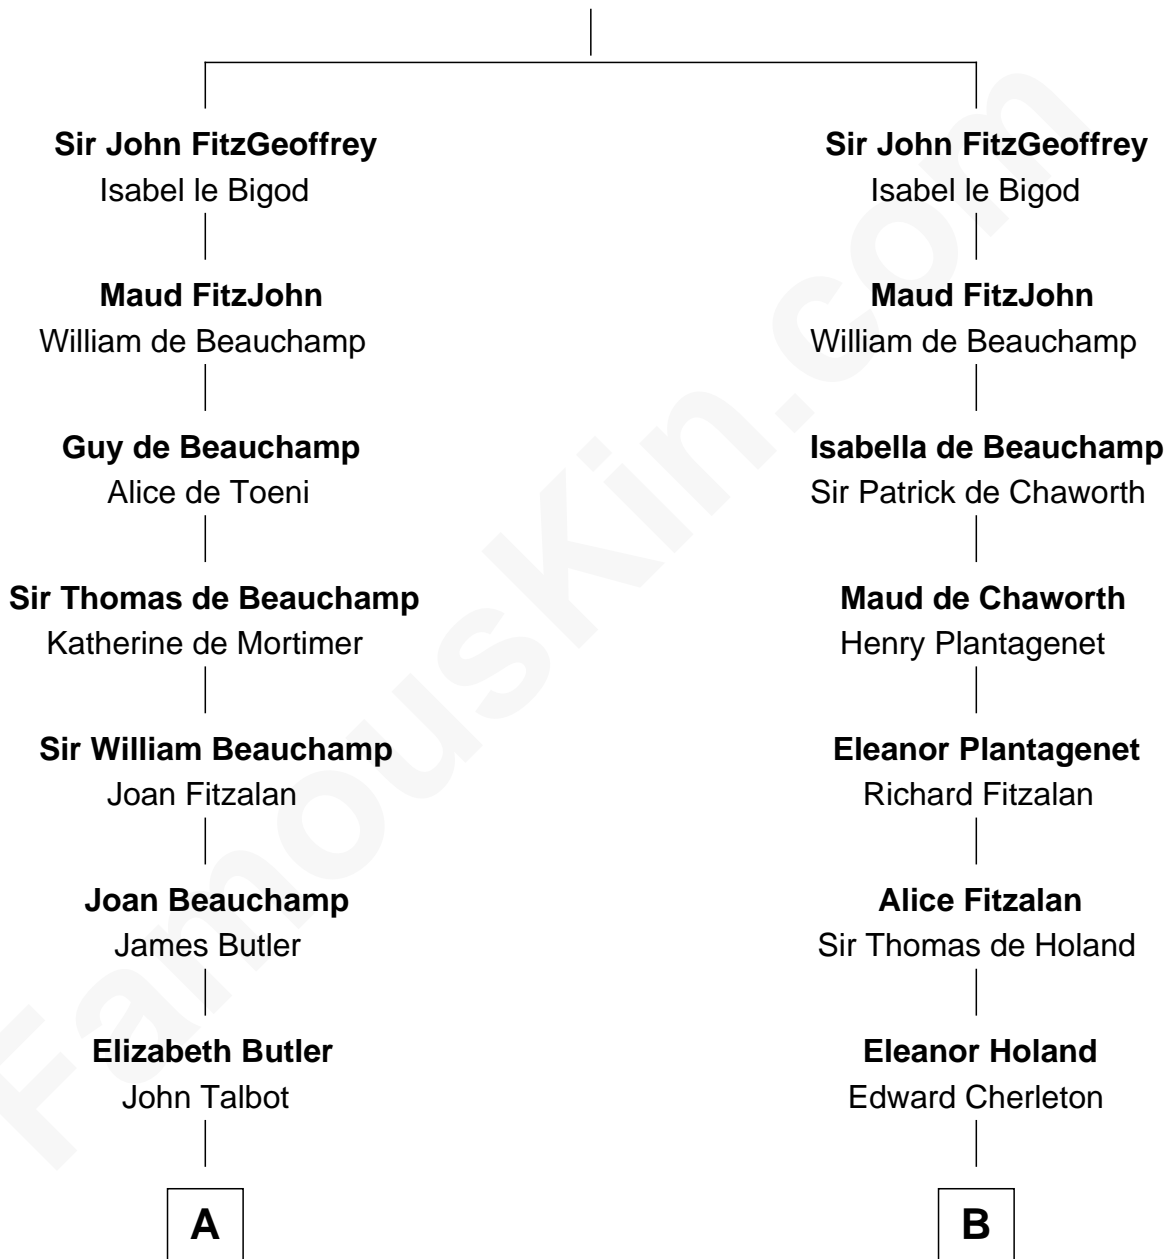 Sir John FitzGeoffrey
Isabel le Bigod
Maud FitzJohn
William de Beauchamp
Guy de Beauchamp
Alice de Toeni
Sir Thomas de Beauchamp
Katherine de Mortimer
Sir William Beauchamp
Joan Fitzalan
Joan Beauchamp
James Butler
Elizabeth Butler
John Talbot
A
Sir John FitzGeoffrey
Isabel le Bigod
Maud FitzJohn
William de Beauchamp
Isabella de Beauchamp
Sir Patrick de Chaworth
Maud de Chaworth
Henry Plantagenet
Eleanor Plantagenet
Richard Fitzalan
Alice Fitzalan
Sir Thomas de Holand
Eleanor Holand
Edward Cherleton
B
FamousKin.com